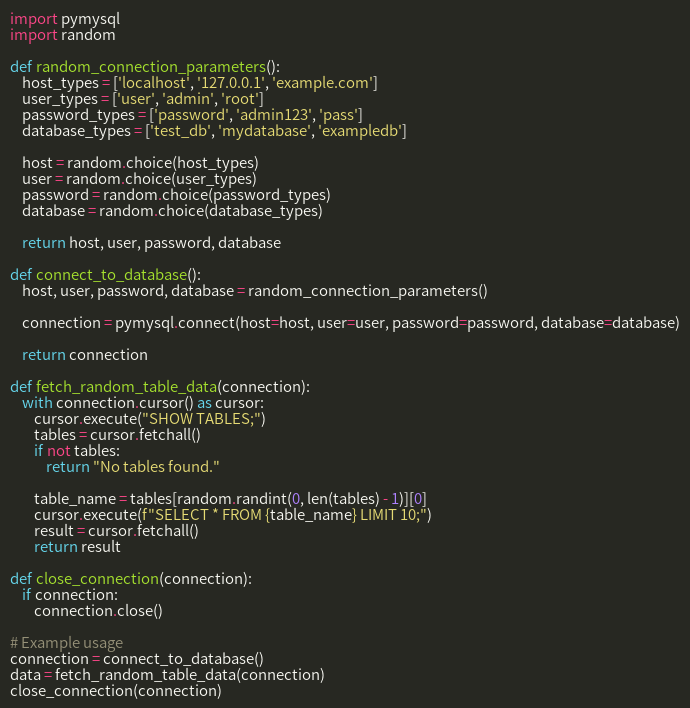 import pymysql
import random

def random_connection_parameters():
    host_types = ['localhost', '127.0.0.1', 'example.com']
    user_types = ['user', 'admin', 'root']
    password_types = ['password', 'admin123', 'pass']
    database_types = ['test_db', 'mydatabase', 'exampledb']

    host = random.choice(host_types)
    user = random.choice(user_types)
    password = random.choice(password_types)
    database = random.choice(database_types)

    return host, user, password, database

def connect_to_database():
    host, user, password, database = random_connection_parameters()

    connection = pymysql.connect(host=host, user=user, password=password, database=database)

    return connection

def fetch_random_table_data(connection):
    with connection.cursor() as cursor:
        cursor.execute("SHOW TABLES;")
        tables = cursor.fetchall()
        if not tables:
            return "No tables found."

        table_name = tables[random.randint(0, len(tables) - 1)][0]
        cursor.execute(f"SELECT * FROM {table_name} LIMIT 10;")
        result = cursor.fetchall()
        return result

def close_connection(connection):
    if connection:
        connection.close()

# Example usage
connection = connect_to_database()
data = fetch_random_table_data(connection)
close_connection(connection)